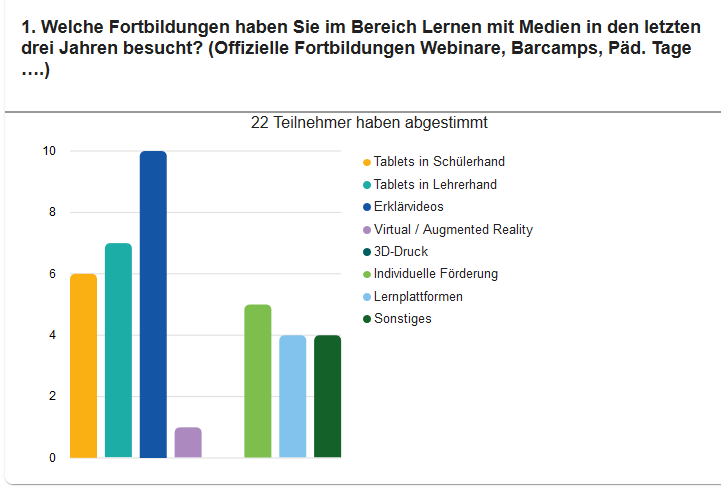 1. Welche Fortbildungen haben Sie im Bereich Lernen mit Medien in den letzten
drei Jahren besucht? (Offizielle Fortbildungen Webinare, Barcamps, Päd. Tage
....)
22 Teilnehmer haben abgestimmt
10
8
6
4
2
0
Tablets in Schülerhand
Tablets in Lehrerhand
Erklärvideos
Virtual / Augmented Reality
3D-Druck
Individuelle Förderung
Lernplattformen
Sonstiges